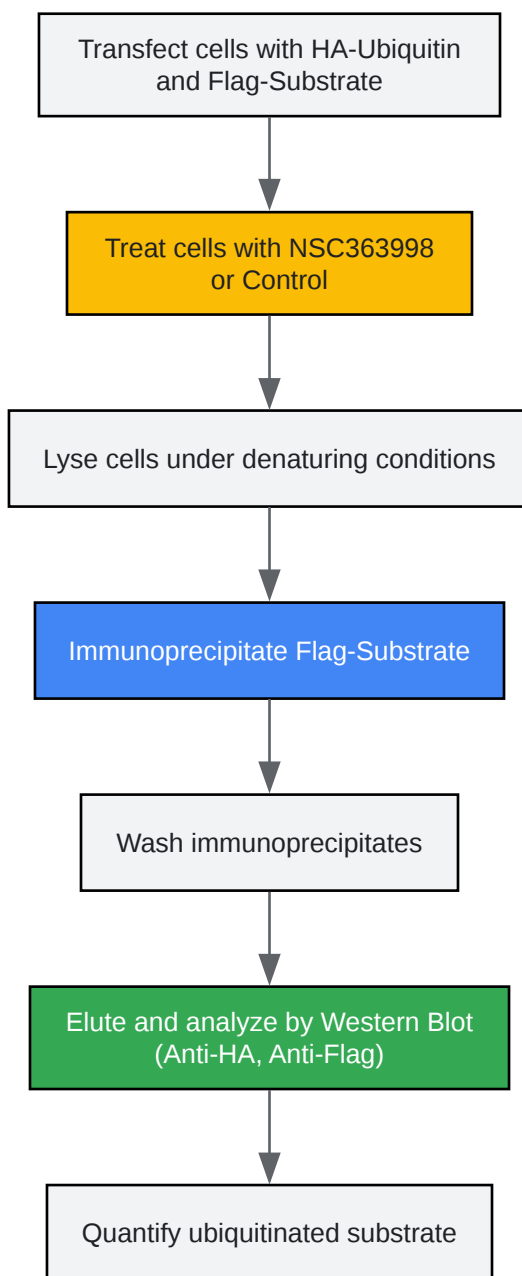 Transfect cells with HA-Ubiquitin
and Flag-Substrate
Treat cells with NSC363998
or Control
Lyse cells under denaturing conditions
Immunoprecipitate Flag-Substrate
Wash immunoprecipitates
Elute and analyze by Western Blot
(Anti-HA, Anti-Flag)
Quantify ubiquitinated substrate